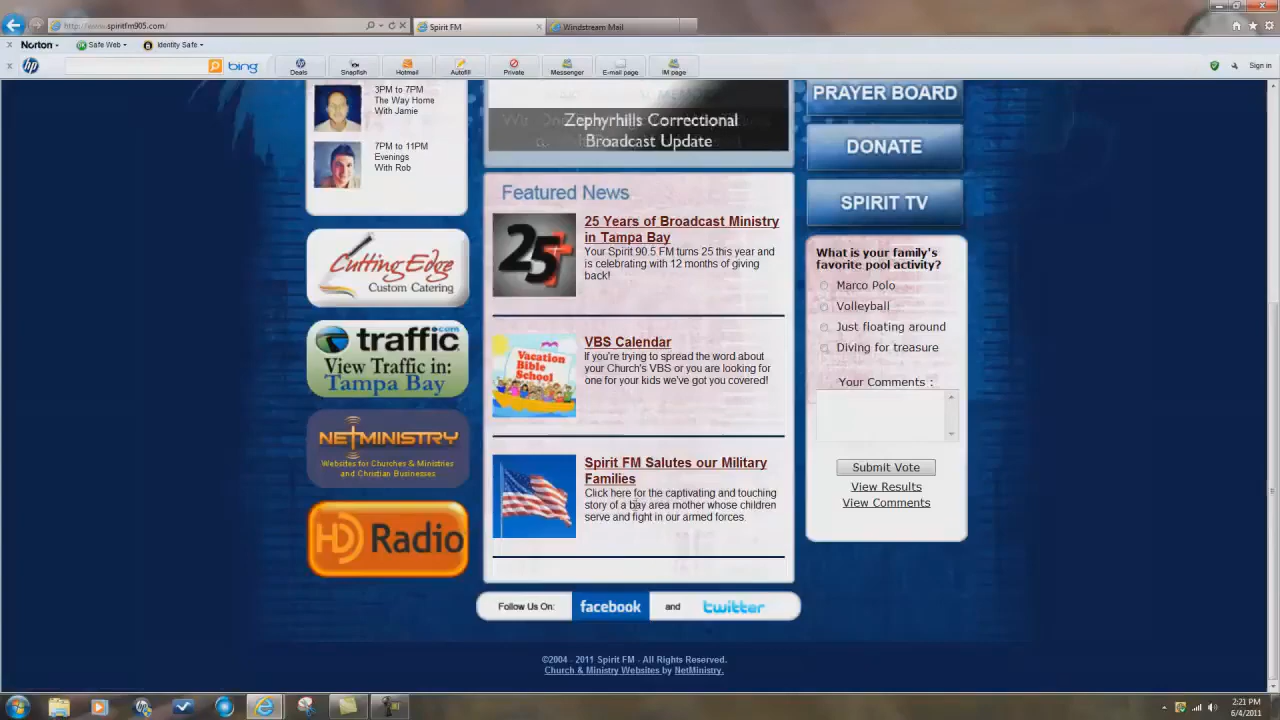 http://www.spiritfm905.com/
Spirit FM
Windstream Mail
Norton
Safe Web
Identity Safe
bing
Deals
Snapfish
Hotmail
Autofill
Private
Messenger
E-mail page
IM page
Sign in
3PM to 7PM
The Way Home
With Jamie
7PM to 11PM
Evenings
With Rob
Cutting Edge
Custom Catering
traffic.com
View Traffic in:
Tampa Bay
NETMINISTRY
Websites for Churches & Ministries
and Christian Businesses
HD Radio
Zephyrhills Correctional
Broadcast Update
Featured News
25+
25 Years of Broadcast Ministry
in Tampa Bay
Your Spirit 90.5 FM turns 25 this year and
is celebrating with 12 months of giving
back!
Vacation
Bible
School
VBS Calendar
If you're trying to spread the word about
your Church's VBS or you are looking for
one for your kids we've got you covered!
Spirit FM Salutes our Military
Families
Click here for the captivating and touching
story of a bay area mother whose children
serve and fight in our armed forces.
Follow Us On:
facebook
and
twitter
PRAYER BOARD
DONATE
SPIRIT TV
What is your family's
favorite pool activity?
Marco Polo
Volleyball
Just floating around
Diving for treasure
Your Comments :
Submit Vote
View Results
View Comments
©2004 - 2011 Spirit FM - All Rights Reserved.
Church & Ministry Websites by NetMinistry.
2:21 PM
6/4/2011